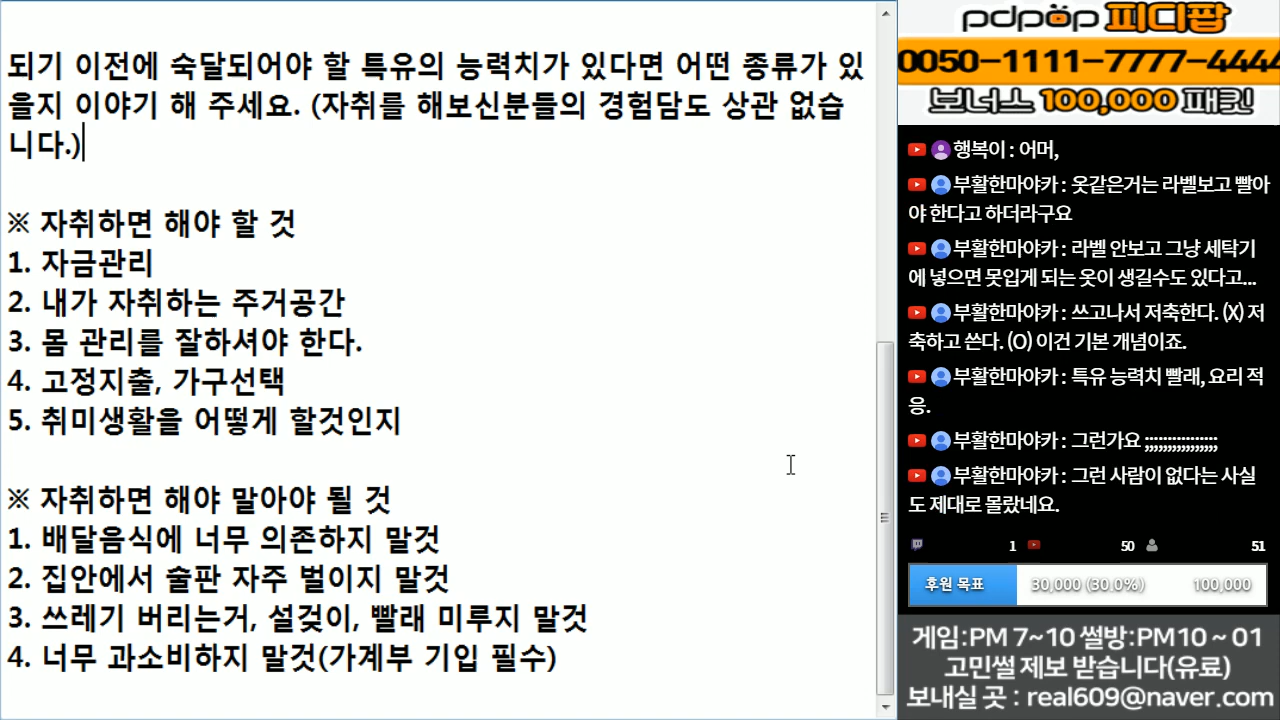 되기 이전에 숙달되어야 할 특유의 능력치가 있다면 어떤 종류가 있
을지 이야기 해 주세요. (자취를 해보신분들의 경험담도 상관 없습
니다.)
※ 자취하면 해야 할 것
1. 자금관리
2. 내가 자취하는 주거공간
3. 몸 관리를 잘하셔야 한다.
4. 고정지출, 가구선택
5. 취미생활을 어떻게 할것인지
※ 자취하면 해야 말아야 될 것
1. 배달음식에 너무 의존하지 말것
2. 집안에서 술판 자주 벌이지 말것
3. 쓰레기 버리는거, 설겆이, 빨래 미루지 말것
4. 너무 과소비하지 말것(가계부 기입 필수)
pdpop 피디팝
0050-1111-7777-4444
보너스 100,000 패킷
행복이 : 어머,
부활한마야카 : 옷같은거는 라벨보고 빨아
야 한다고 하더라구요
부활한마야카 : 라벨 안보고 그냥 세탁기
에 넣으면 못입게 되는 옷이 생길수도 있다고...
부활한마야카 : 쓰고나서 저축한다. (X) 저
축하고 쓴다. (O) 이건 기본 개념이죠.
부활한마야카 : 특유 능력치 빨래, 요리 적
응.
부활한마야카 : 그런가요 ;;;;;;;;;;;;;;;;
부활한마야카 : 그런 사람이 없다는 사실
도 제대로 몰랐네요.
1 50 51
후원 목표 30,000 (30.0%) 100,000
게임:PM 7~10 썰방:PM10 ~ 01
고민썰 제보 받습니다(유료)
보내실 곳 : real609@naver.com